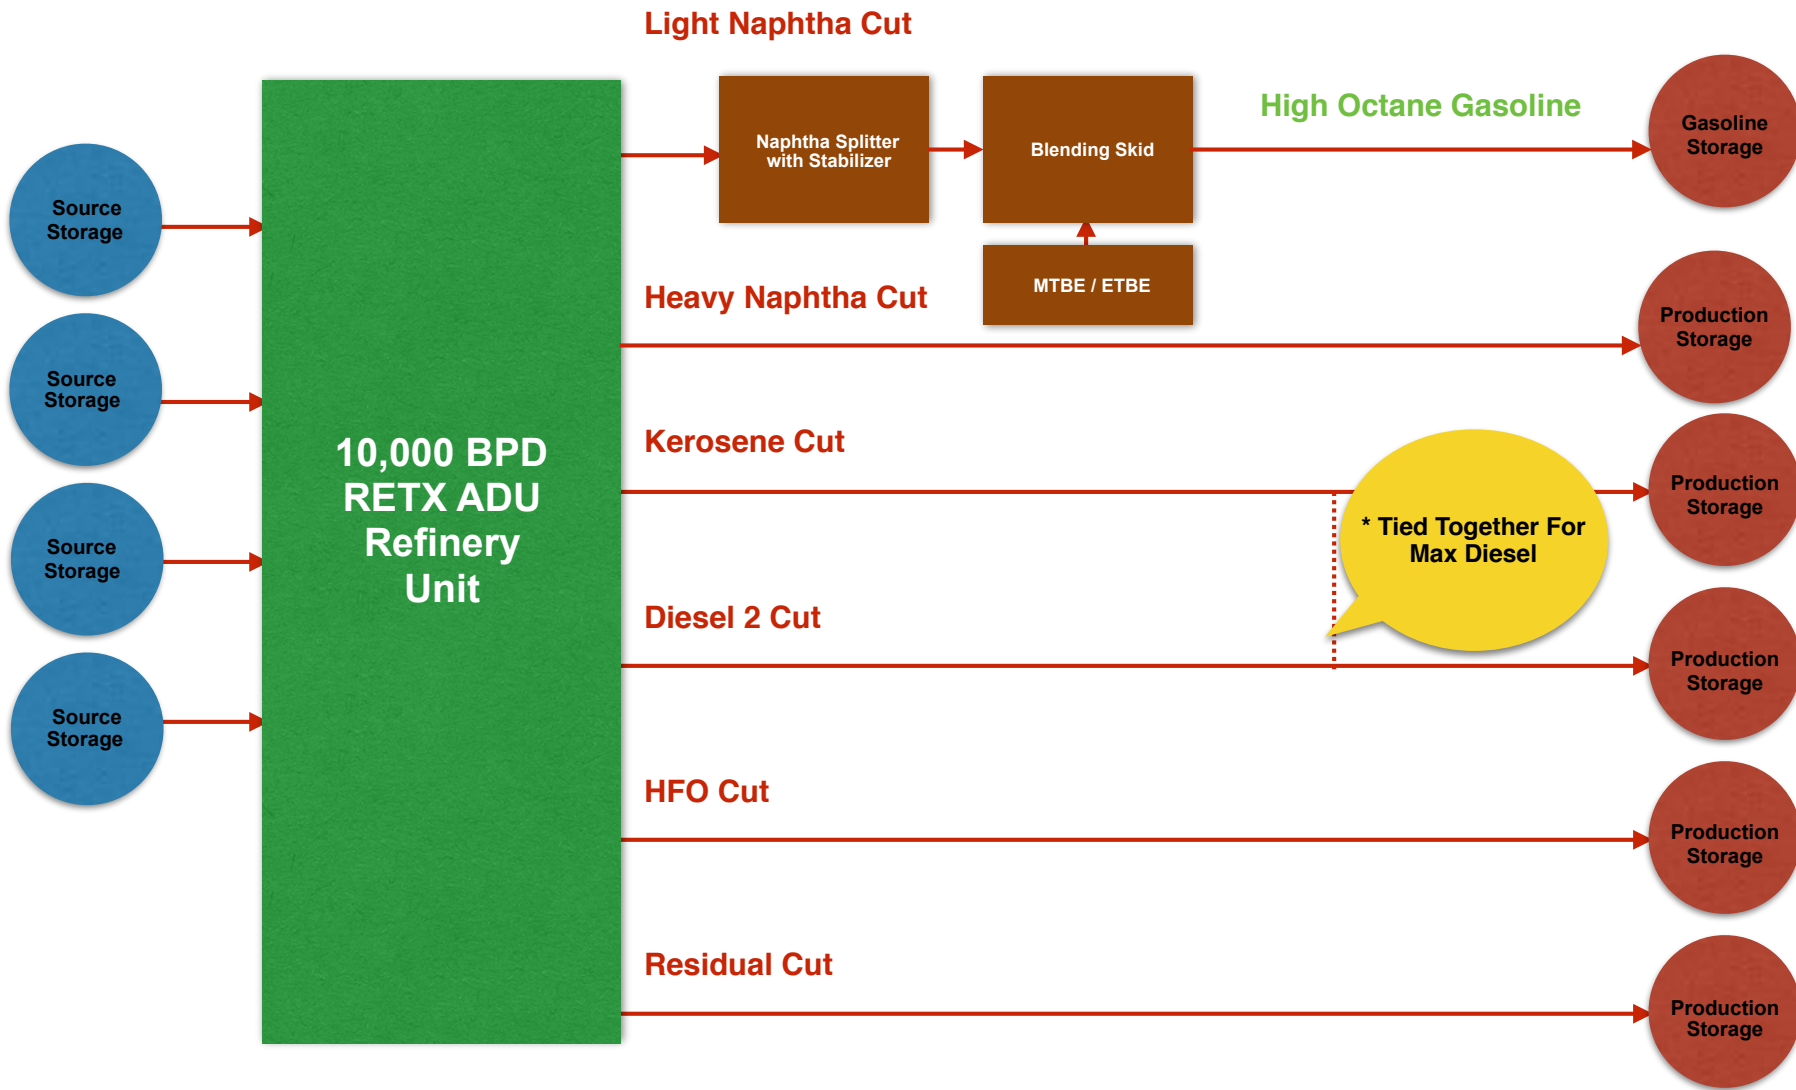 Light Naphtha Cut
Naphtha Splitter
with Stabilizer
Blending Skid
High Octane Gasoline
Gasoline
Storage
MTBE / ETBE
Source
Storage
Source
Storage
Source
Storage
Source
Storage
10,000 BPD
RETX ADU
Refinery
Unit
Heavy Naphtha Cut
Production
Storage
Kerosene Cut
Production
Storage
* Tied Together For
Max Diesel
Diesel 2 Cut
Production
Storage
HFO Cut
Production
Storage
Residual Cut
Production
Storage